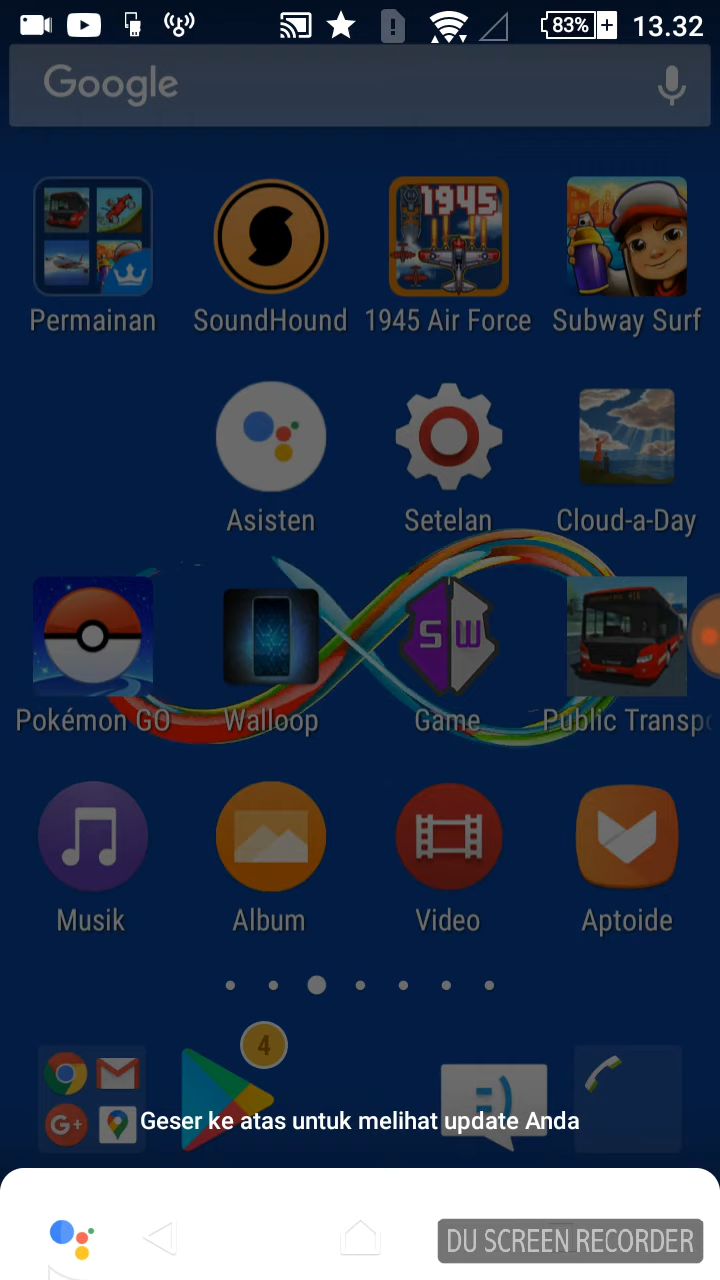 83% 13.32
Google
1945
Permainan SoundHound 1945 Air Force Subway Surf
Asisten Setelan Cloud-a-Day
S W
Pokémon GO Walloop Game Public Transpo
Musik Album Video Aptoide
4
G+
Geser ke atas untuk melihat update Anda
DU SCREEN RECORDER